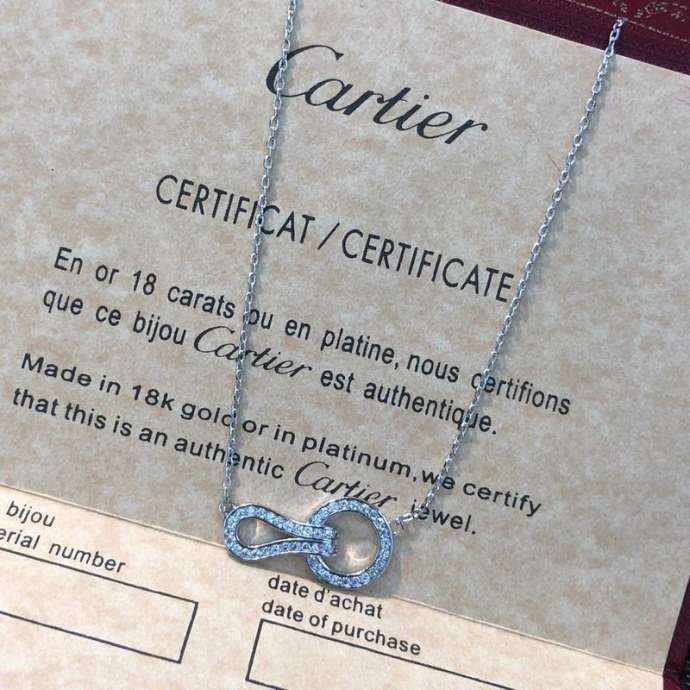 Cartier
CERTIFICAT / CERTIFICATE
En or 18 carats ou en platine, nous certifions
que ce bijou Cartier est authentique.
Made in 18k gold or in platinum, we certify
that this is an authentic Cartier jewel.
bijou
erial number
date d'achat
date of purchase